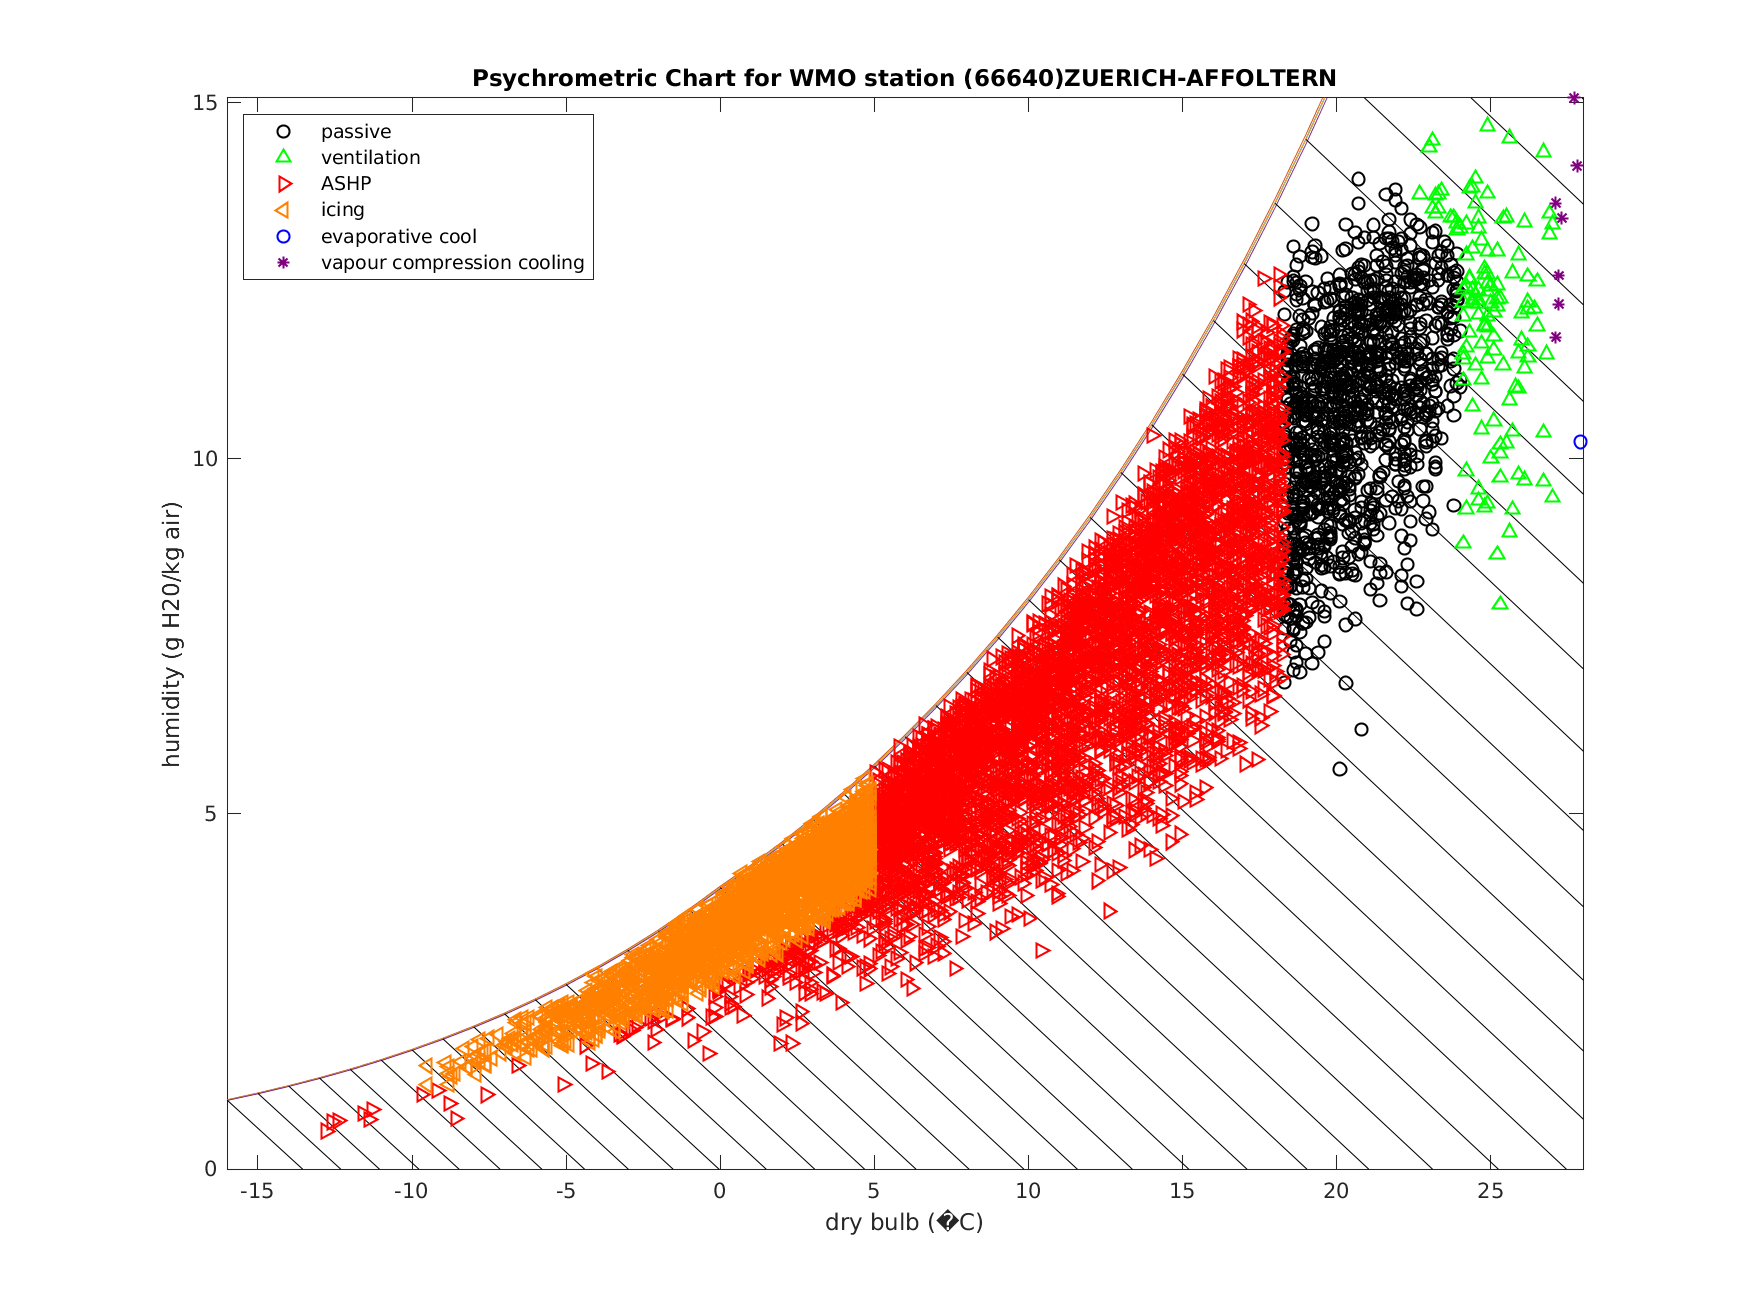 Psychrometric Chart for WMO station (66640)ZUERICH-AFFOLTERN
passive
ventilation
ASHP
icing
evaporative cool
vapour compression cooling
humidity (g H20/kg air)
15
10
5
0
-15
-10
-5
0
5
10
15
20
25
dry bulb (�C)